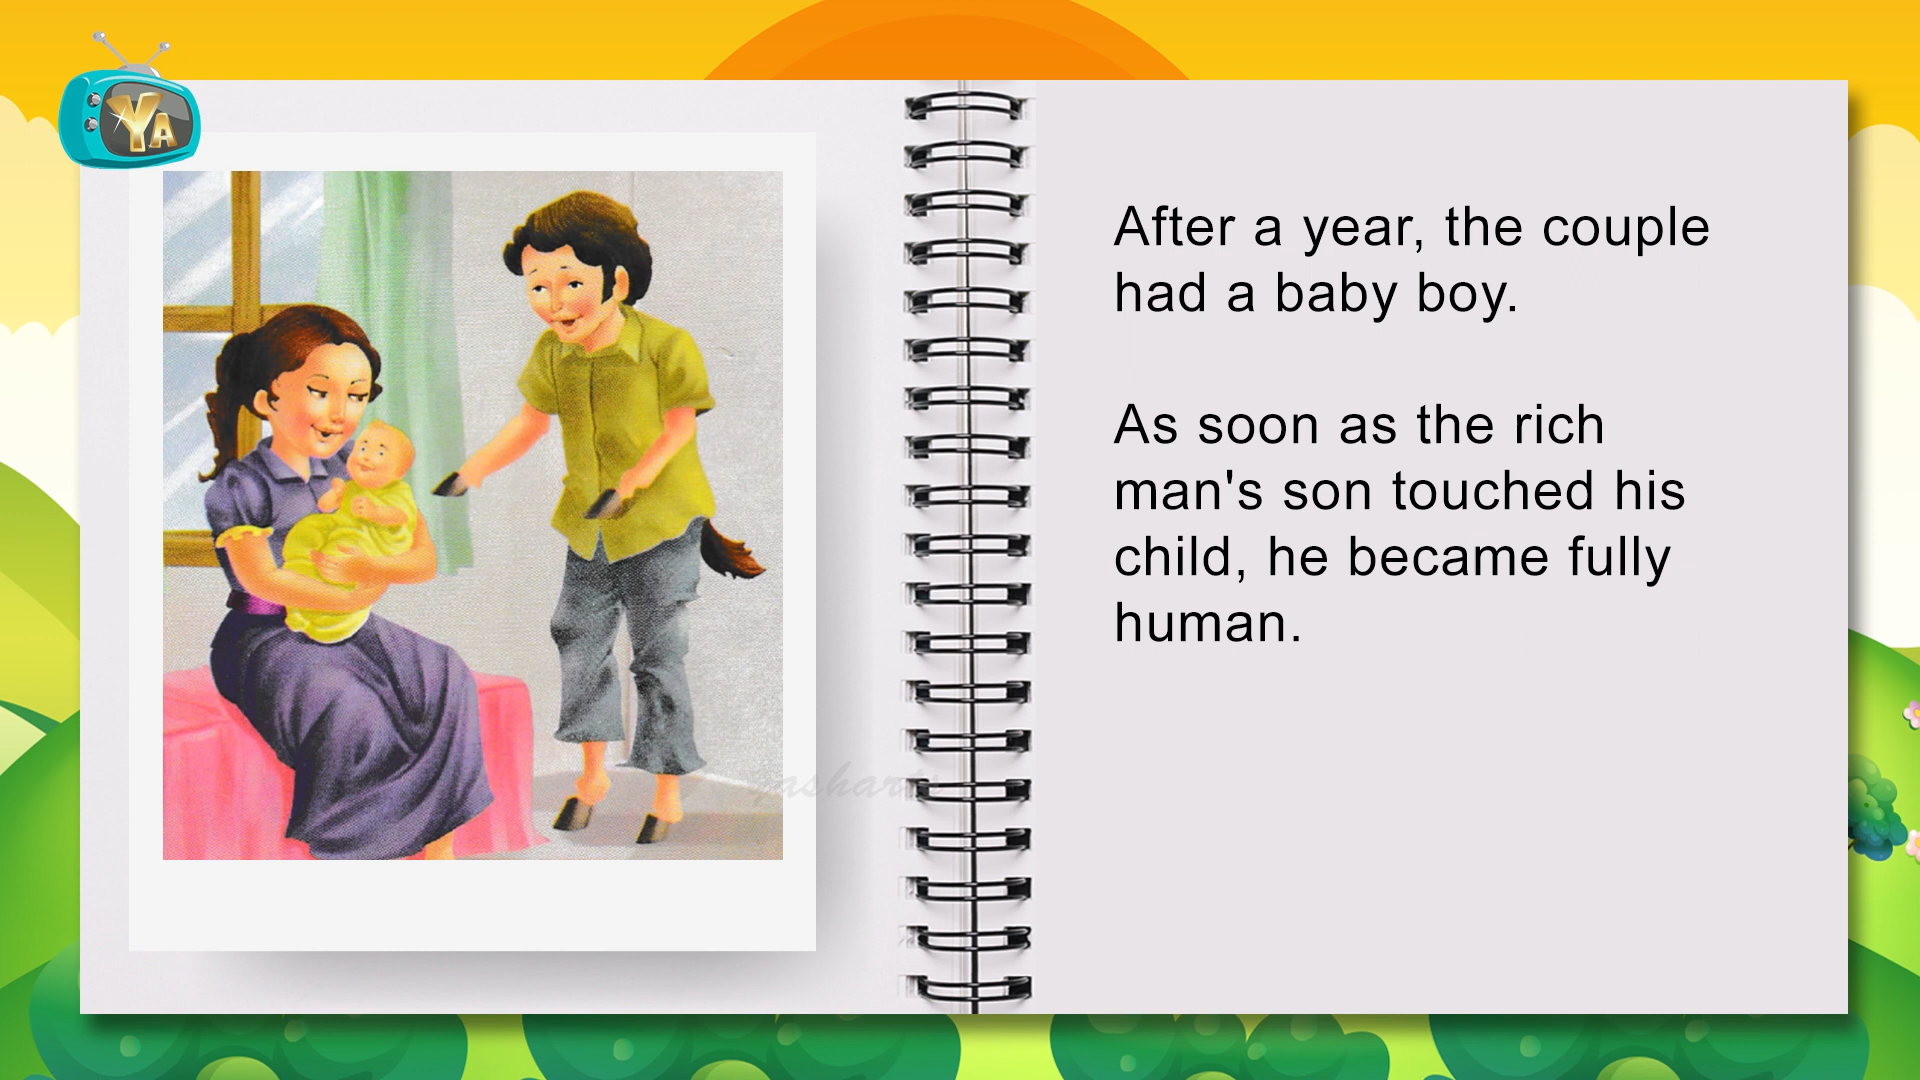 YA
After a year, the couple
had a baby boy.
As soon as the rich
man's son touched his
child, he became fully
human.